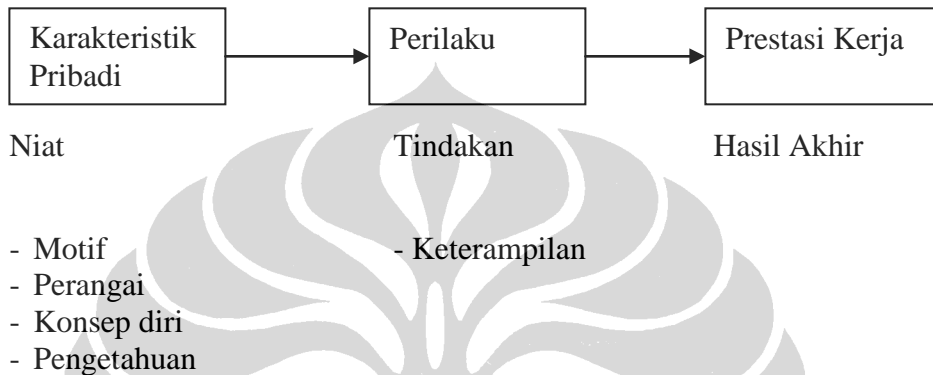 Karakteristik
Pribadi
Perilaku
Prestasi Kerja
Niat
Tindakan
Hasil Akhir
- Motif
- Perangai
- Konsep diri
- Pengetahuan
- Keterampilan